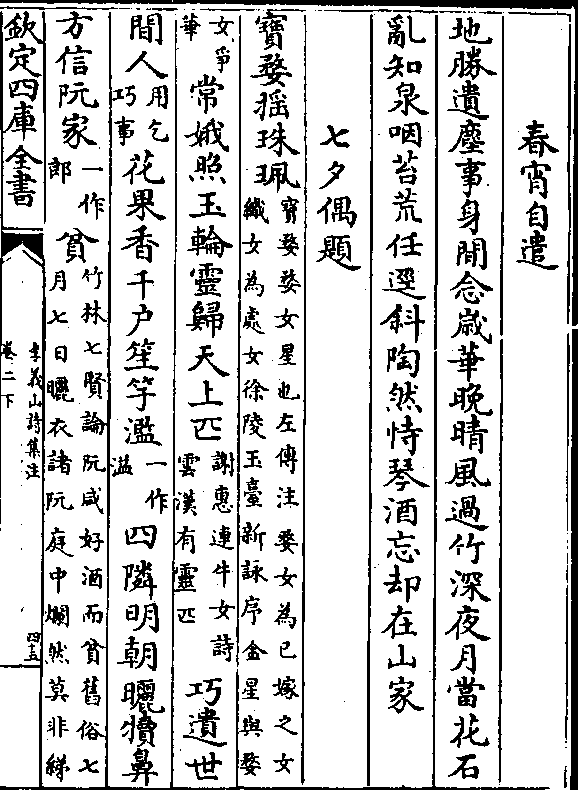 春宵自遣
地勝遺塵事身閒念歲華晚晴風過竹深夜月當花石
亂知泉咽苔荒任逕斜陶然恃琴酒忘却在山家
七夕偶題
寶婺搖珠珮寶婺婺女星也左傳注婺女為已嫁之女
織女為處女徐陵玉臺新詠序金星與婺
女爭
華常娥照玉輪靈歸天上匹謝惠連牛女詩
雲漢有靈匹巧遺世
間人用乞
巧事花果香千户笙竽濫一作
溢四隣明朝曬犢鼻
方信阮家一作
郎貧竹林七賢論阮咸好酒而貧舊俗七
月七日曬衣諸阮庭中爛然莫非綈
欽定四庫全書
李義山詩集注
卷二下
四五